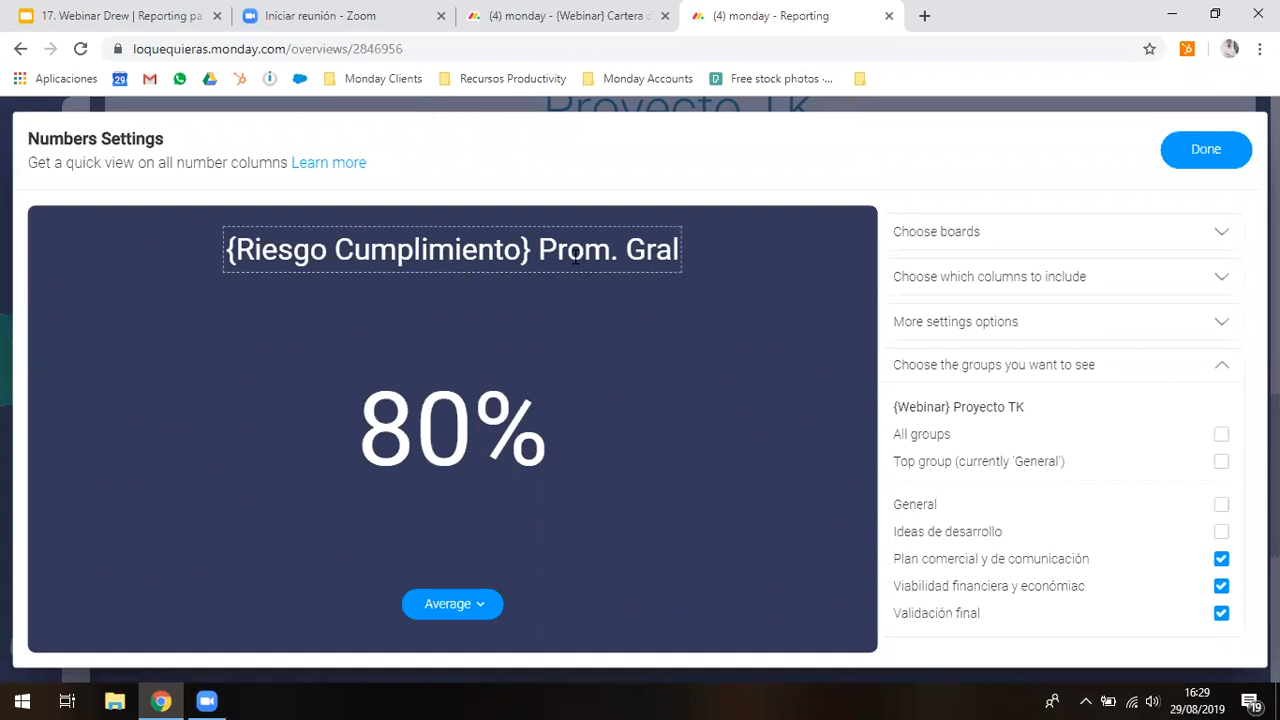 17. Webinar Drew | Reporting pa
Iniciar reunión - Zoom
(4) monday - {Webinar} Cartera c
(4) monday - Reporting
loquequieras.monday.com/overviews/2846956
Aplicaciones
29
Monday Clients
Recursos Productivity
Monday Accounts
Free stock photos ·...
Proyecto TK
Numbers Settings
Get a quick view on all number columns Learn more
Done
{Riesgo Cumplimiento} Prom. Gral
80%
Average
Choose boards
Choose which columns to include
More settings options
Choose the groups you want to see
{Webinar} Proyecto TK
All groups
Top group (currently 'General')
General
Ideas de desarrollo
Plan comercial y de comunicación
Viabilidad financiera y económiac
Validación final
16:29
29/08/2019
19